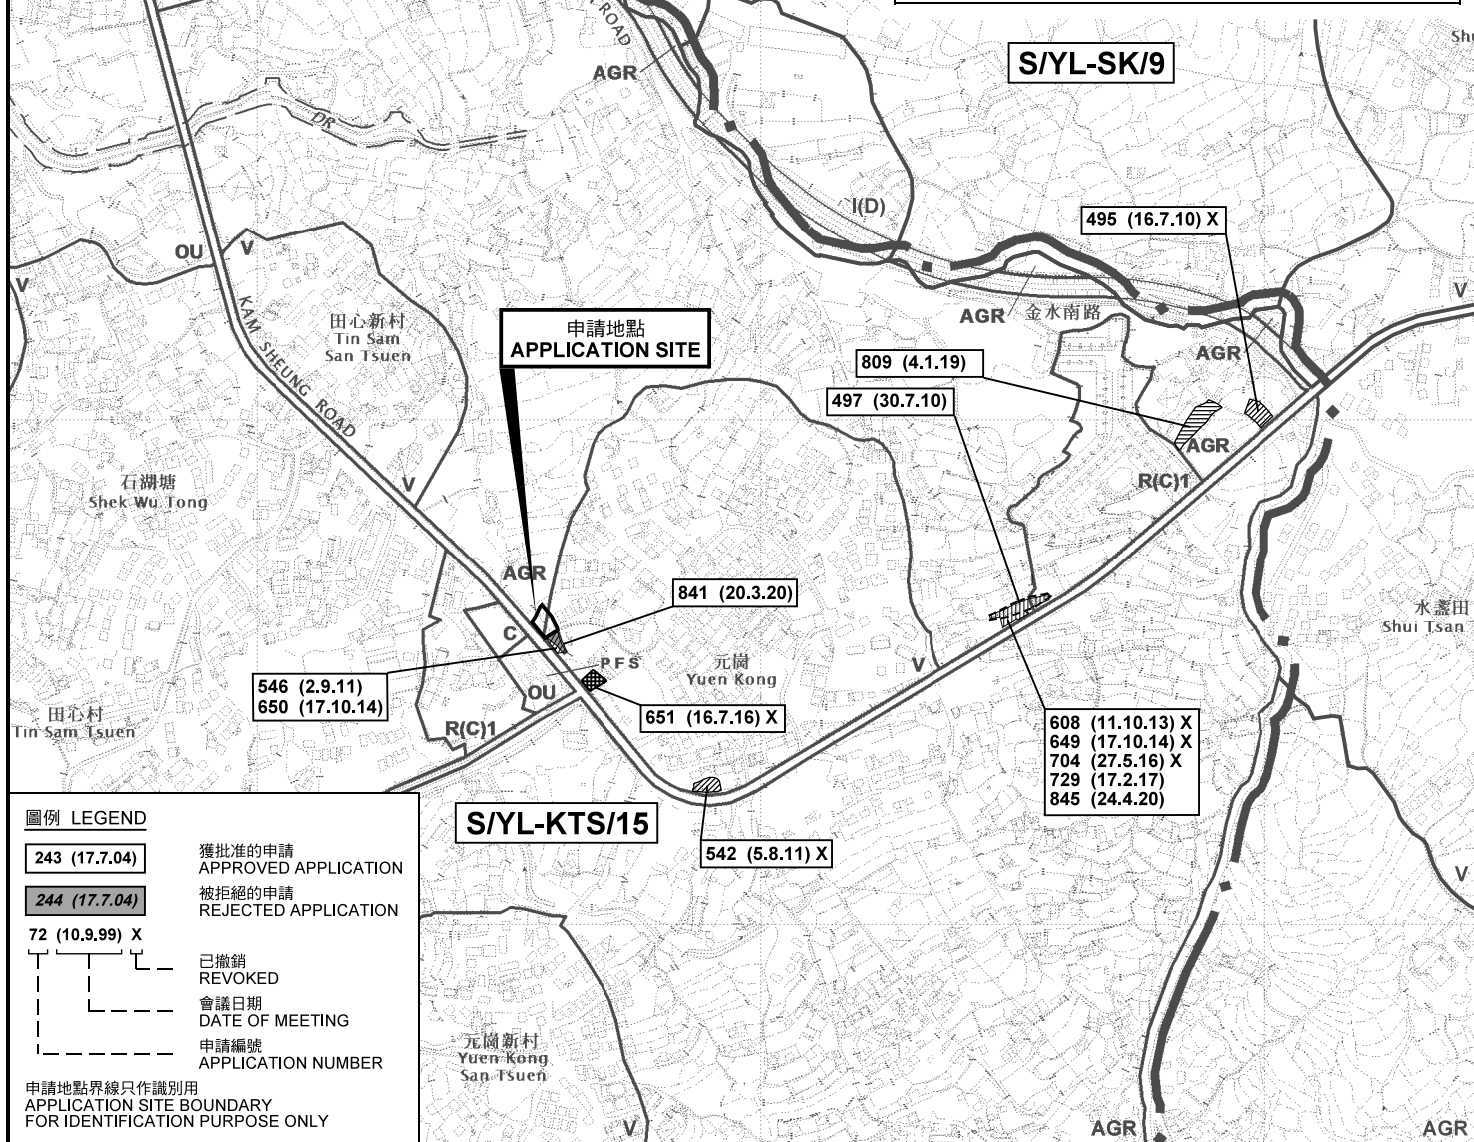 S/YL-SK/9
ROAD
AGR
DR
I(D)
495 (16.7.10) X
OU
V
V
V
AGR
金水南路
田心新村
Tin Sam
San Tsuen
KAM SHEUNG ROAD
申請地點
APPLICATION SITE
AGR
809 (4.1.19)
497 (30.7.10)
AGR
R(C)1
石湖塘
Shek Wu Tong
V
AGR
841 (20.3.20)
C
PFS
元崗
Yuen Kong
V
水盞田
Shui Tsan
546 (2.9.11)
650 (17.10.14)
OU
651 (16.7.16) X
田心村
Tin Sam Tsuen
R(C)1
608 (11.10.13) X
649 (17.10.14) X
704 (27.5.16) X
729 (17.2.17)
845 (24.4.20)
S/YL-KTS/15
542 (5.8.11) X
V
圖例 LEGEND
243 (17.7.04)
獲批准的申請
APPROVED APPLICATION
244 (17.7.04)
被拒絕的申請
REJECTED APPLICATION
72 (10.9.99) X
已撤銷
REVOKED
會議日期
DATE OF MEETING
申請編號
APPLICATION NUMBER
申請地點界線只作識別用
APPLICATION SITE BOUNDARY
FOR IDENTIFICATION PURPOSE ONLY
元崗新村
Yuen Kong
San Tsuen
V
AGR
AGR